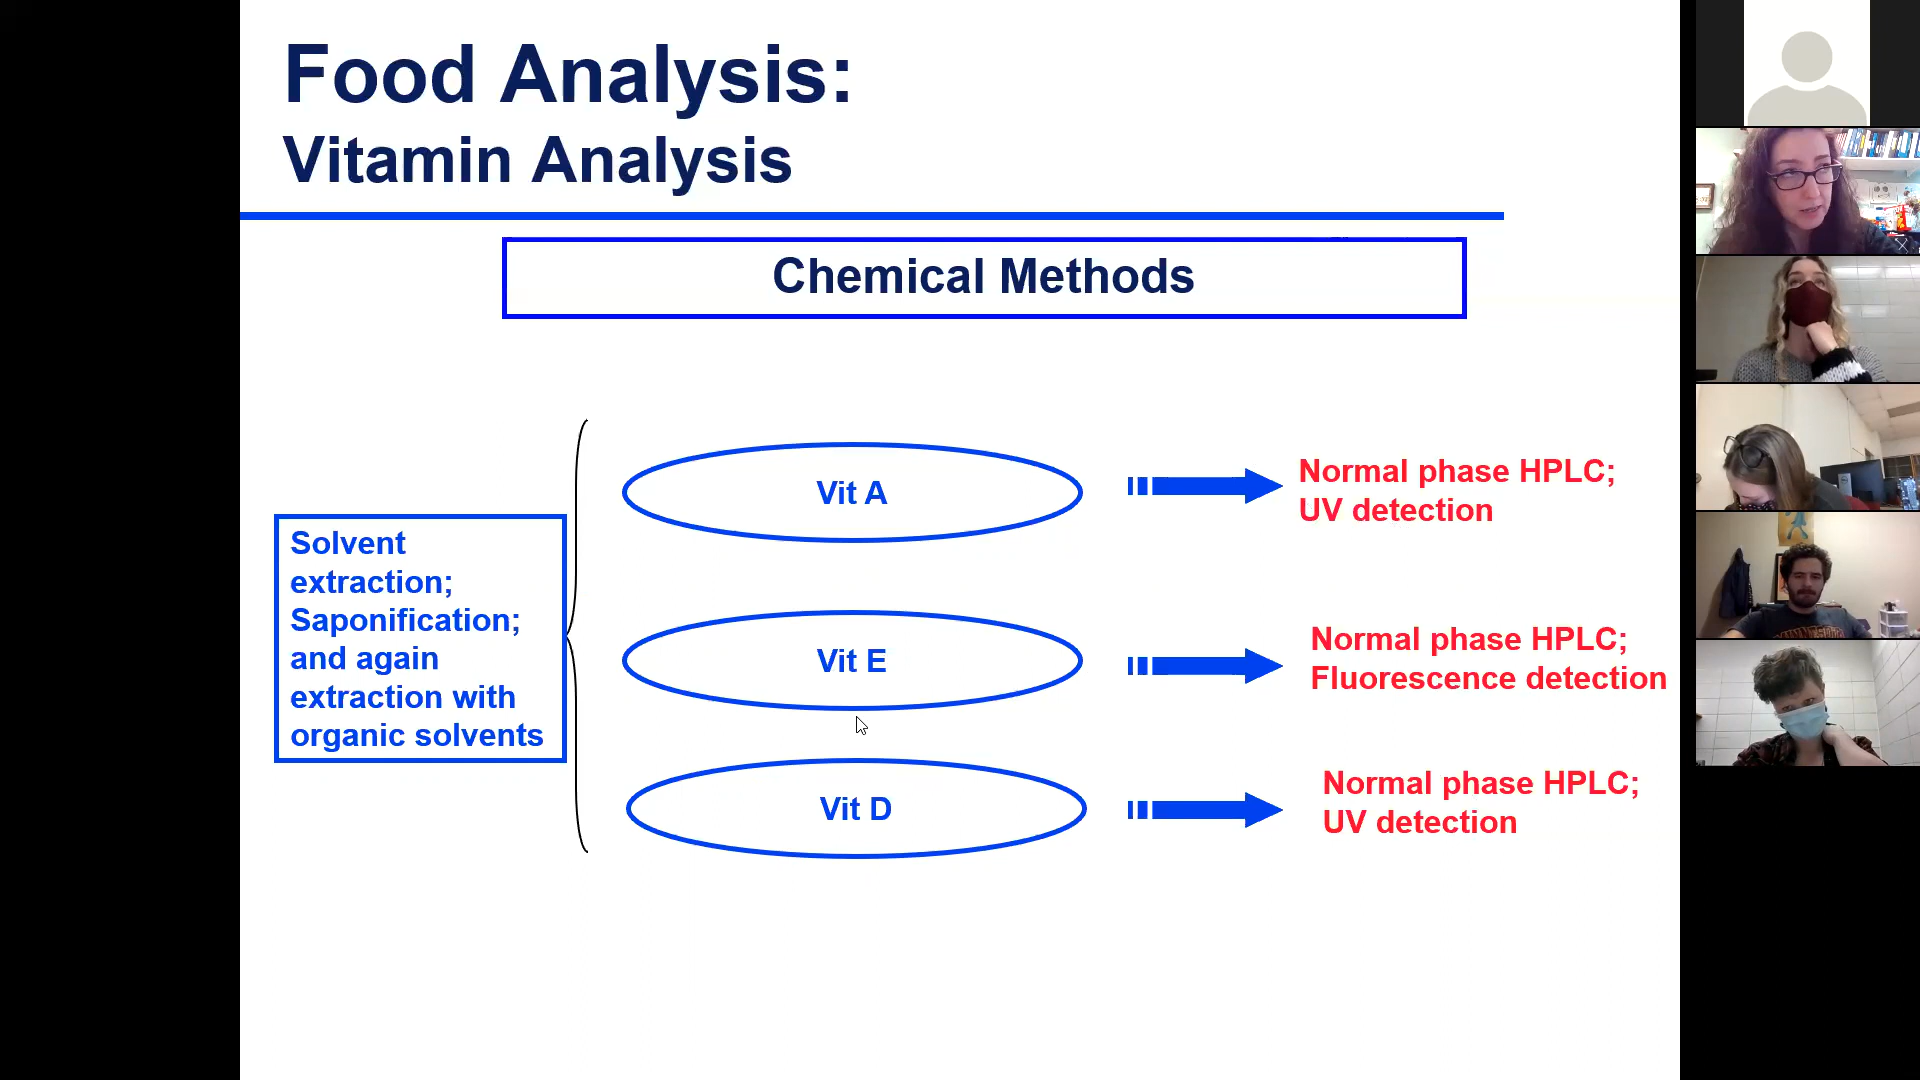 Food Analysis:
Vitamin Analysis
Chemical Methods
Solvent
extraction;
Saponification;
and again
extraction with
organic solvents
Vit A
Normal phase HPLC;
UV detection
Vit E
Normal phase HPLC;
Fluorescence detection
Vit D
Normal phase HPLC;
UV detection